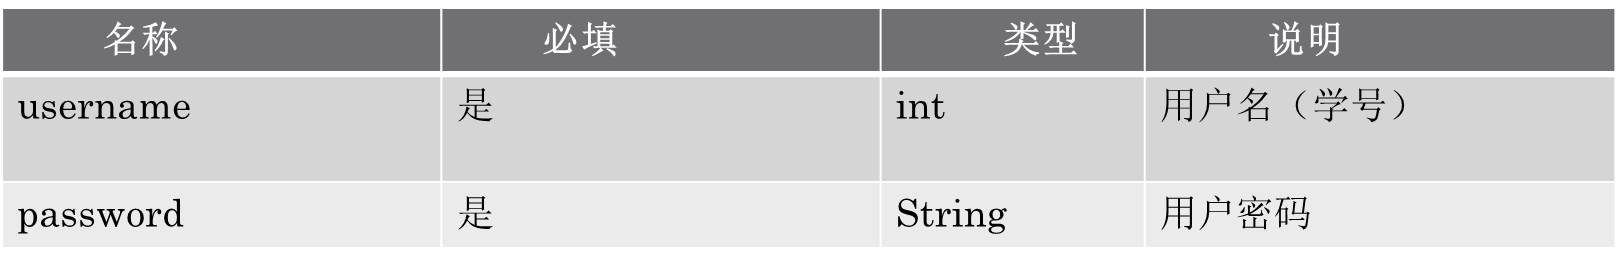 名称 必填 类型 说明
username 是 int 用户名（学号）
password 是 String 用户密码